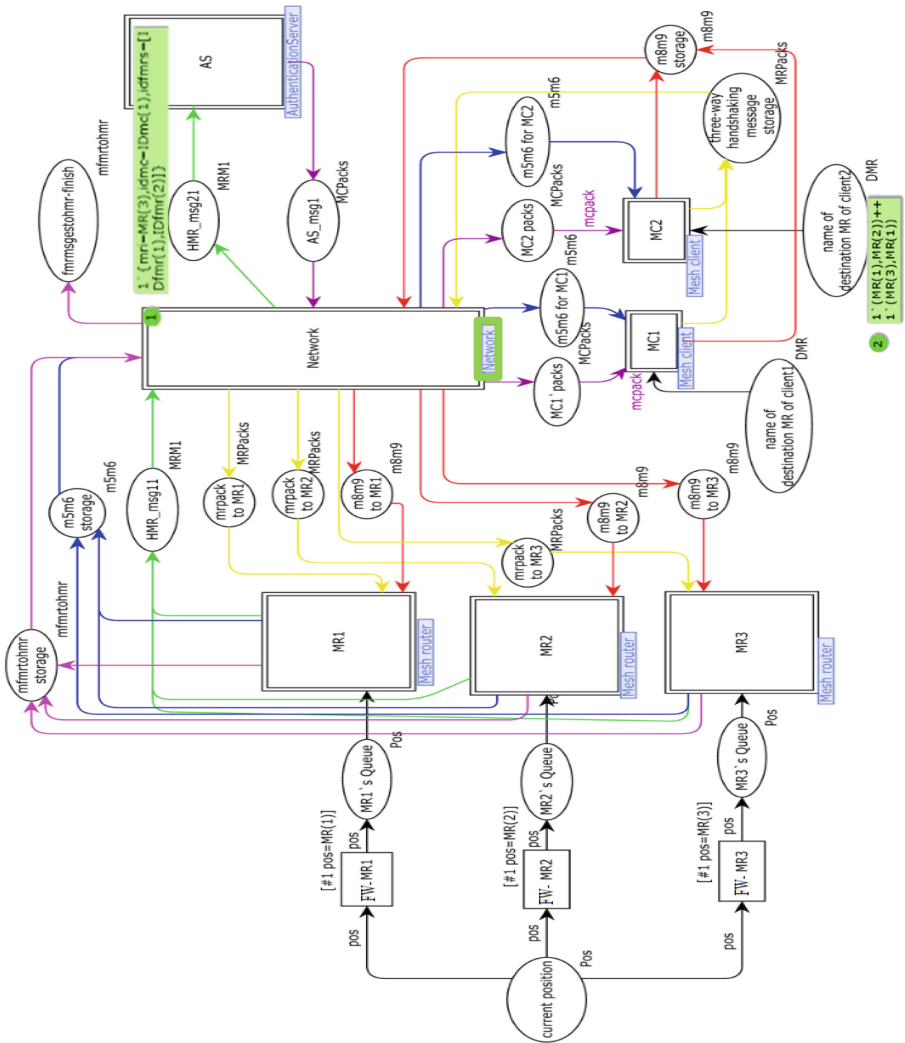 current position
Pos
pos
pos
pos
FW-MR1
[#1 pos=MR(1)]
pos
MR1`s Queue
Pos
FW- MR2
[#1 pos=MR(2)]
pos
MR2`s Queue
FW- MR3
[#1 pos=MR(3)]
pos
MR3`s Queue
Pos
MR1
Mesh router
MR2
Mesh router
MR3
Mesh router
mfmrtohmr
storage
mfmrtohmr
m5m6
storage
m5m6
HMR_msg11
MRM1
mrpack
to MR1
MRPacks
mrpack
to MR2
MRPacks
m8m9
to MR1
m8m9
mrpack
to MR3
MRPacks
m8m9
to MR2
m8m9
m8m9
to MR3
m8m9
Network
Network
1
fmrmsgestohmr-finish
mfmrtohmr
1`{mri=MR(3),idmc=IDmc(1),idfmrs=[I
Dfmr(1),IDfmr(2)]}
HMR_msg21
MRM1
AS
AuthenticationServer
AS_msg1
MCPacks
MC1`packs
MCPacks
mcpack
m5m6 for MC1
m5m6
MC2 packs
MCPacks
mcpack
m5m6 for MC2
m5m6
MC1
Mesh client
MC2
Mesh client
m8m9
storage
m8m9
three-way
handshaking
message
storage
MRPacks
name of
destination MR of client1
DMR
name of
destination MR of client2
DMR
2
1`(MR(1),MR(2))++
1`(MR(3),MR(1))